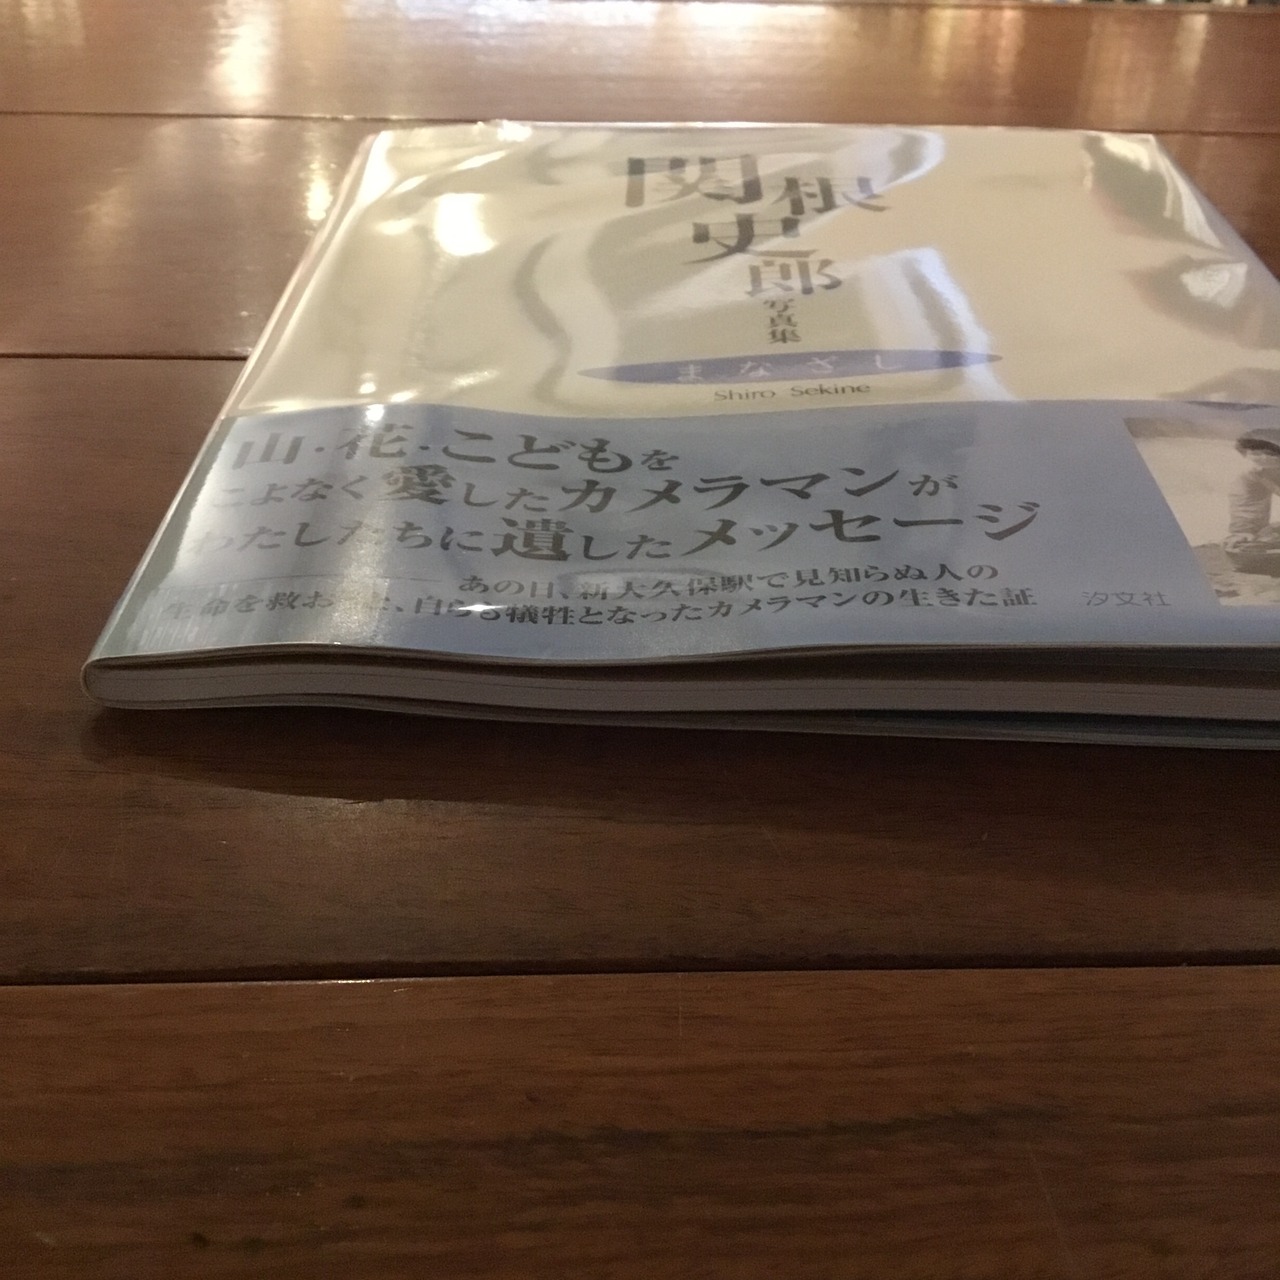 関根
史郎
写真集
まなざし
Shiro Sekine
山・花・こどもを
こよなく愛したカメラマンが
わたしたちに遺したメッセージ
あの日、新大久保駅で見知らぬ人の
生命を救お、自らも犠牲となったカメラマンの生きた証
汐文社